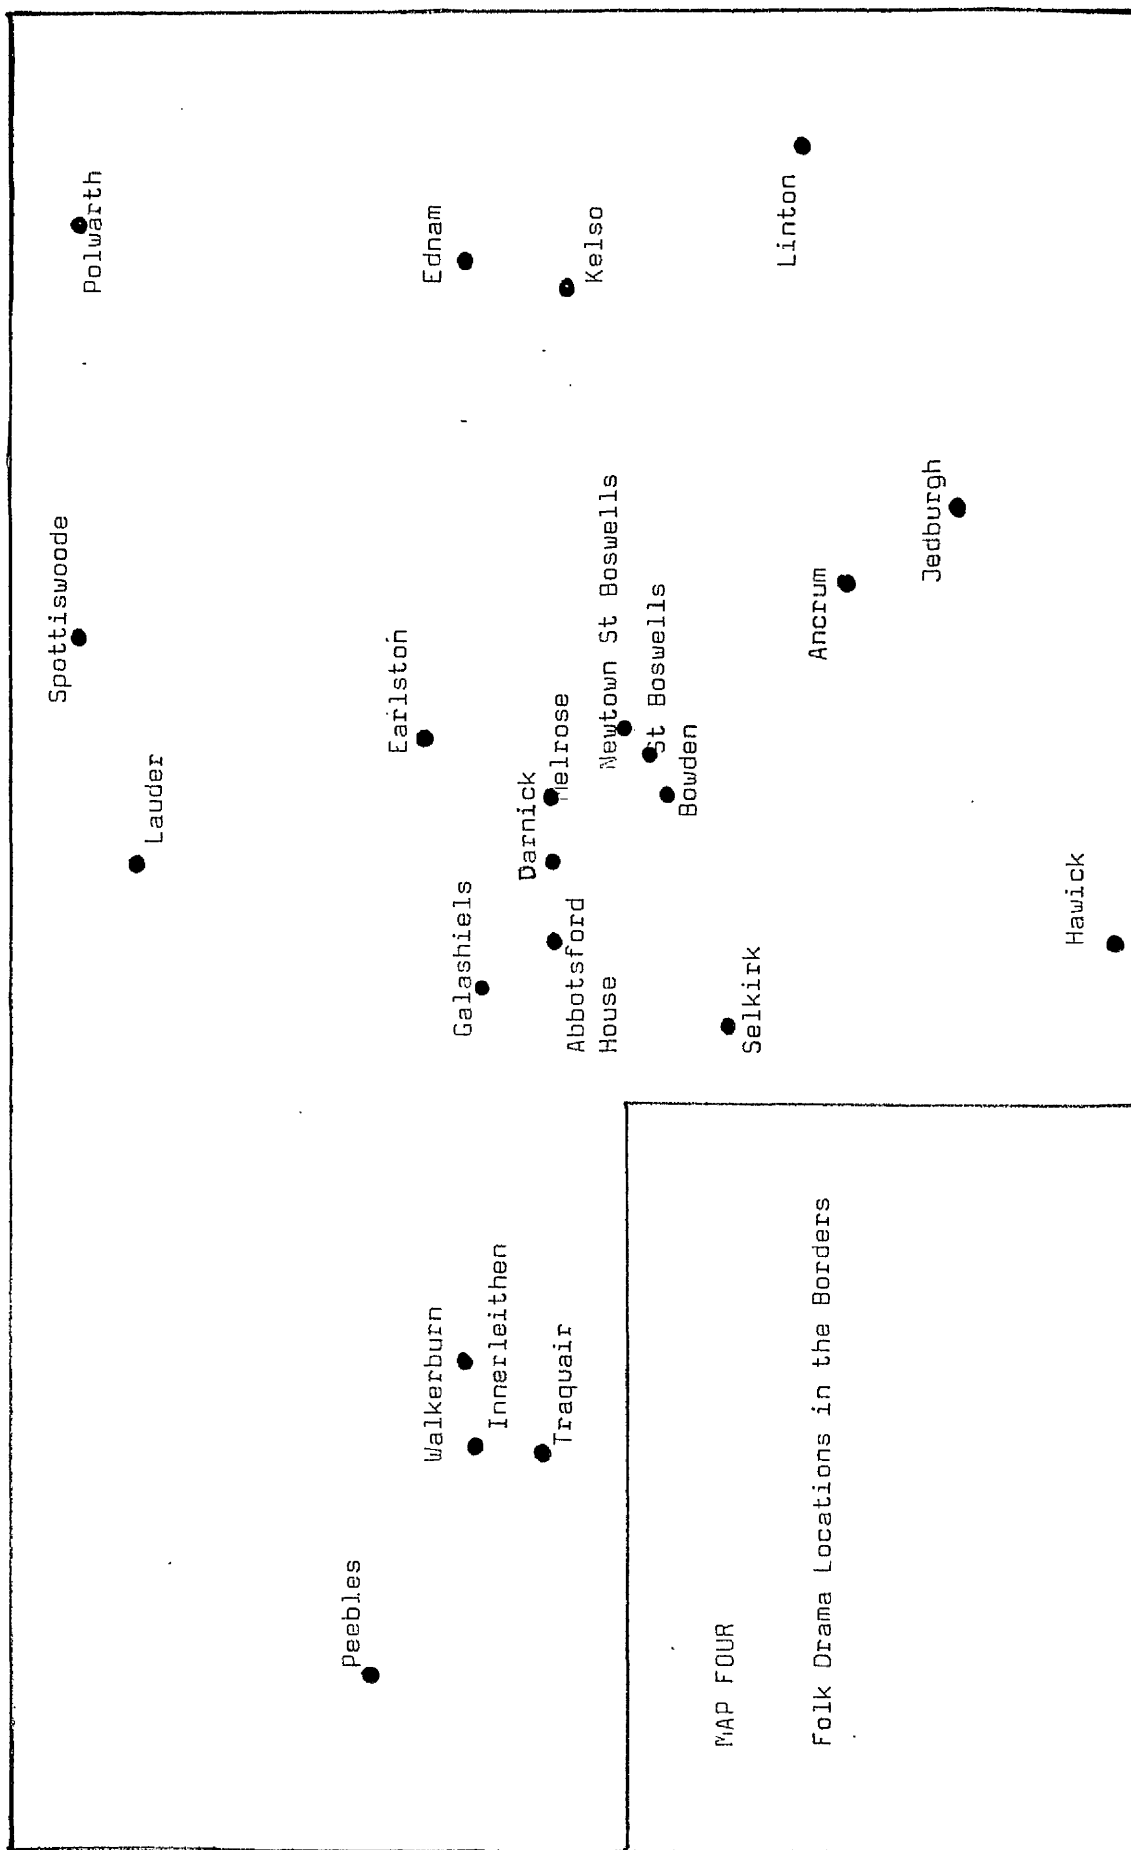 Polwarth
Spottiswoode
Lauder
Ednam
Kelso
Earlston
Linton
Peebles
Walkerburn
Innerleithen
Traquair
Galashiels
Darnick
Melrose
Abbotsford
House
Newtown St Boswells
St Boswells
Bowden
Selkirk
Ancrum
Jedburgh
Hawick
MAP FOUR
Folk Drama Locations in the Borders